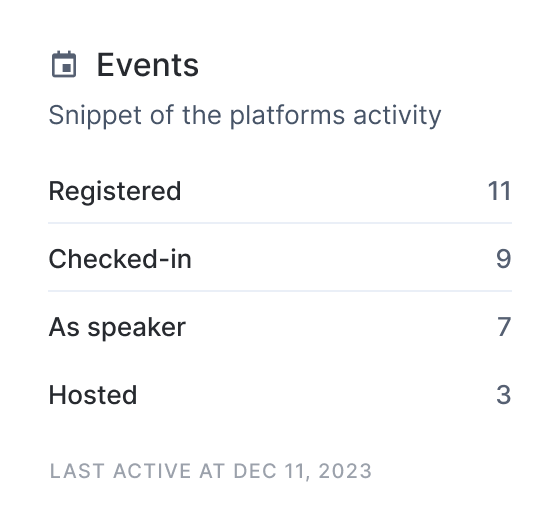 Events
Snippet of the platforms activity
Registered 11
Checked-in 9
As speaker 7
Hosted 3
LAST ACTIVE AT DEC 11, 2023